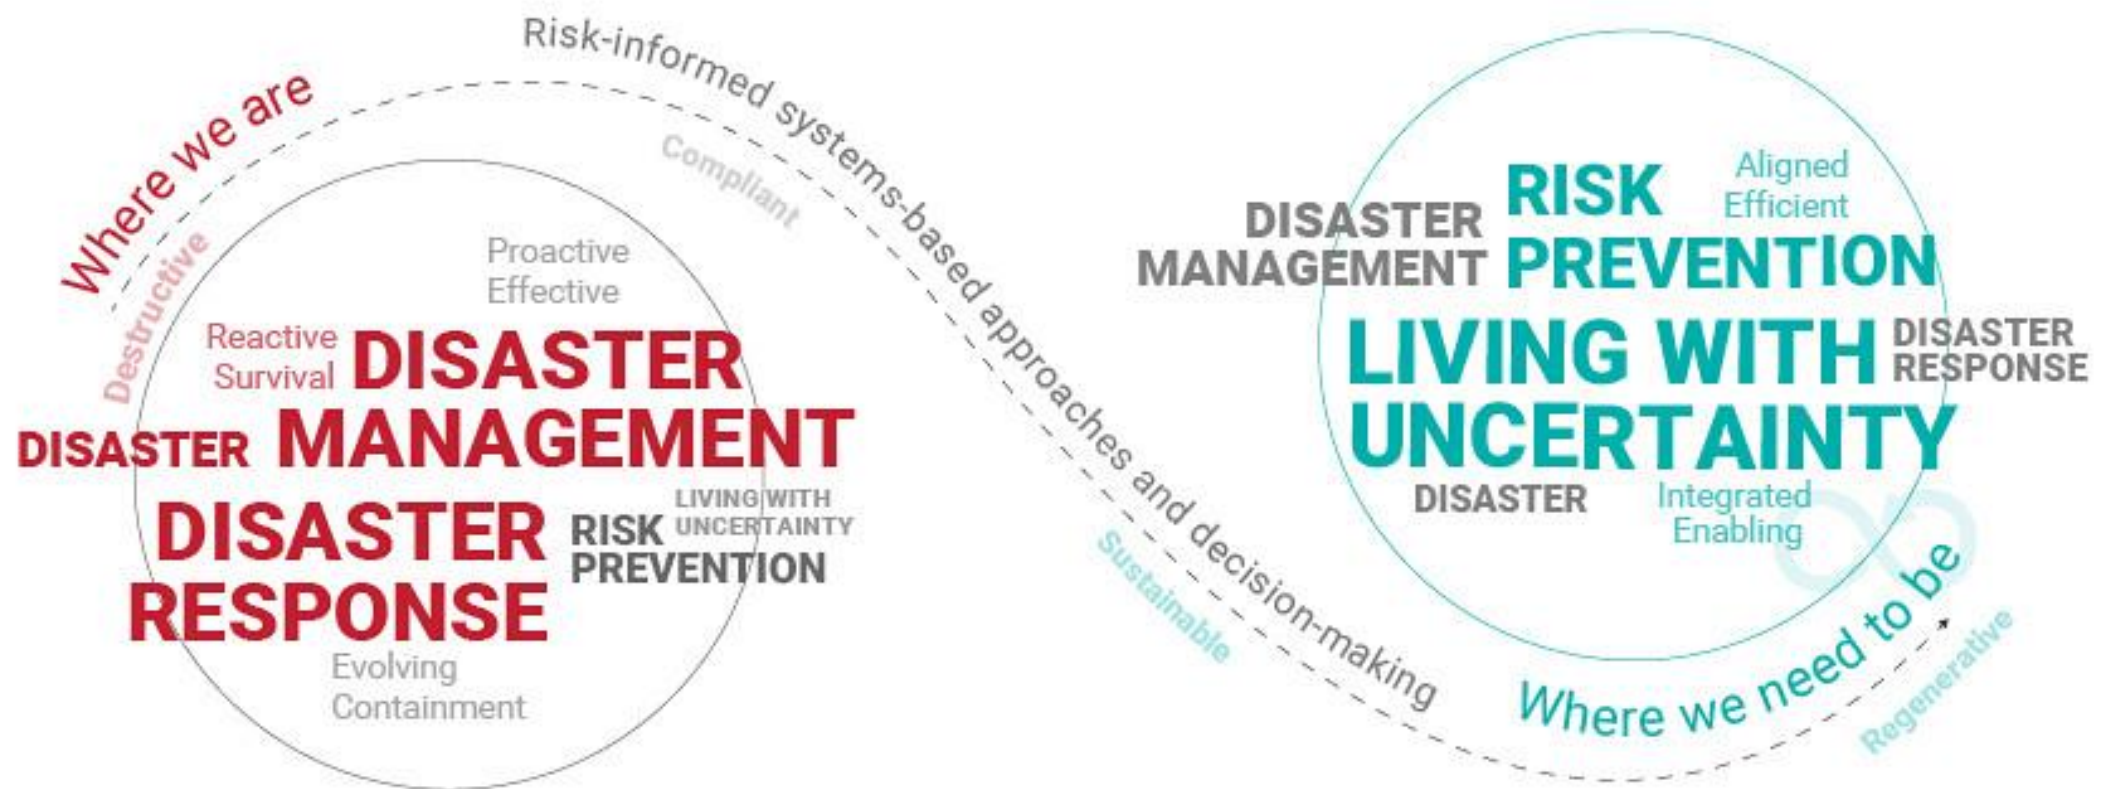 Where we are
Risk-informed systems-based approaches and decision-making
Destructive
Compliant
Proactive
Effective
Reactive
Survival
DISASTER
MANAGEMENT
DISASTER
DISASTER
RESPONSE
RISK
PREVENTION
LIVING WITH
UNCERTAINTY
Evolving
Containment
Sustainable
DISASTER
MANAGEMENT
RISK
PREVENTION
Aligned
Efficient
LIVING WITH
UNCERTAINTY
DISASTER
RESPONSE
DISASTER
Integrated
Enabling
Where we need to be
Regenerative